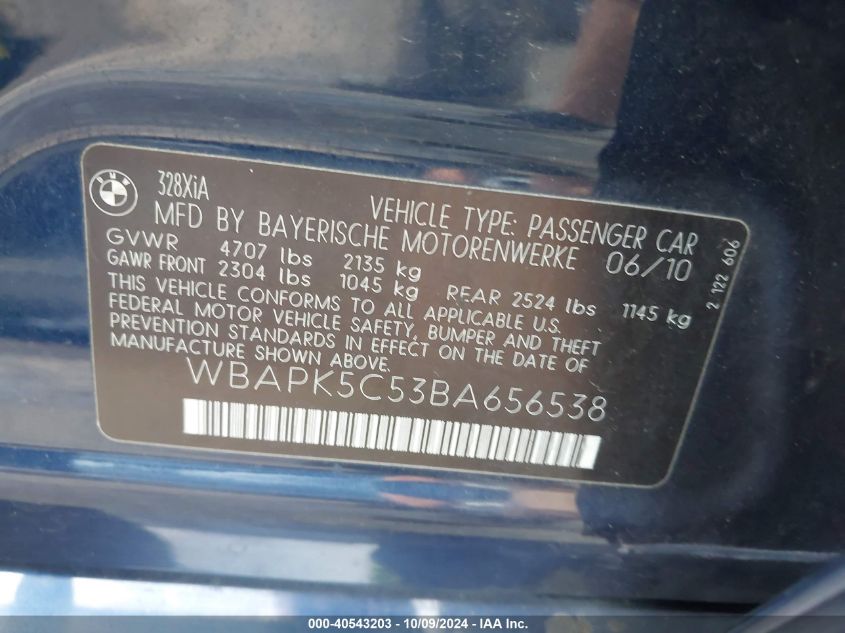 BMW
328XiA
VEHICLE TYPE: PASSENGER CAR
MFD BY BAYERISCHE MOTORENWERKE 06/10
GVWR 4707 lbs 2135 kg
GAWR FRONT 2304 lbs 1045 kg REAR 2524 lbs 1145 kg
THIS VEHICLE CONFORMS TO ALL APPLICABLE U.S.
FEDERAL MOTOR VEHICLE SAFETY, BUMPER AND THEFT
PREVENTION STANDARDS IN EFFECT ON THE DATE OF
MANUFACTURE SHOWN ABOVE.
WBAPK5C53BA656538
2 122 606
000-40543203 - 10/09/2024 - IAA Inc.